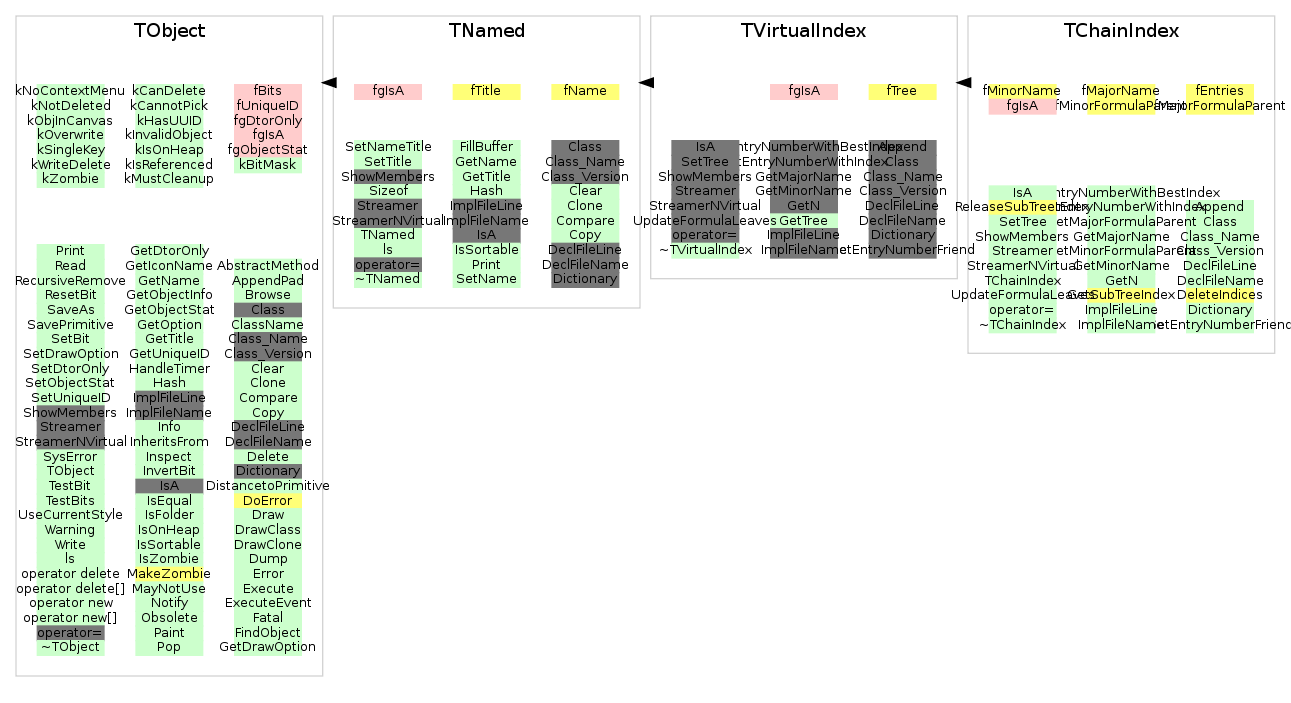 TObject
kNoContextMenu
kNotDeleted
kObjInCanvas
kOverwrite
kSingleKey
kWriteDelete
kZombie
kCanDelete
kCannotPick
kHasUUID
kInvalidObject
kIsOnHeap
kIsReferenced
kMustCleanup
fBits
fUniqueID
fgDtorOnly
fgIsA
fgObjectStat
kBitMask
Print
Read
RecursiveRemove
ResetBit
SaveAs
SavePrimitive
SetBit
SetDrawOption
SetDtorOnly
SetObjectStat
SetUniqueID
ShowMembers
Streamer
StreamerNVirtual
SysError
TObject
TestBit
TestBits
UseCurrentStyle
Warning
Write
ls
operator delete
operator delete[]
operator new
operator new[]
operator=
~TObject
GetDtorOnly
GetIconName
GetName
GetObjectInfo
GetObjectStat
GetOption
GetTitle
GetUniqueID
HandleTimer
Hash
ImplFileLine
ImplFileName
Info
InheritsFrom
Inspect
InvertBit
IsA
IsEqual
IsFolder
IsOnHeap
IsSortable
IsZombie
MakeZombie
MayNotUse
Notify
Obsolete
Paint
Pop
AbstractMethod
AppendPad
Browse
Class
ClassName
Class_Name
Class_Version
Clear
Clone
Compare
Copy
DeclFileLine
DeclFileName
Delete
Dictionary
DistancetoPrimitive
DoError
Draw
DrawClass
DrawClone
Dump
Error
Execute
ExecuteEvent
Fatal
FindObject
GetDrawOption
TNamed
fgIsA
fTitle
fName
SetNameTitle
SetTitle
ShowMembers
Sizeof
Streamer
StreamerNVirtual
TNamed
ls
operator=
~TNamed
FillBuffer
GetName
GetTitle
Hash
ImplFileLine
ImplFileName
IsA
IsSortable
Print
SetName
Class
Class_Name
Class_Version
Clear
Clone
Compare
Copy
DeclFileLine
DeclFileName
Dictionary
TVirtualIndex
fgIsA
fTree
IsA
SetTree
ShowMembers
Streamer
StreamerNVirtual
UpdateFormulaLeaves
operator=
~TVirtualIndex
ntryNumberWithBestIndex
tEntryNumberWithIndex
GetMajorName
GetMinorName
GetN
GetTree
ImplFileLine
ImplFileName
Append
Class
Class_Name
Class_Version
DeclFileLine
DeclFileName
Dictionary
etEntryNumberFriend
TChainIndex
fMinorName
fgIsA
fMajorName
fMinorFormulaParent
fEntries
fMajorFormulaParent
IsA
ReleaseSubTreeIndex
SetTree
ShowMembers
Streamer
StreamerNVirtual
TChainIndex
UpdateFormulaLeaves
operator=
~TChainIndex
ntryNumberWithBestIndex
EntryNumberWithIndex
etMajorFormulaParent
GetMajorName
etMinorFormulaParent
GetMinorName
GetN
GetSubTreeIndex
ImplFileLine
ImplFileName
Append
Class
Class_Name
Class_Version
DeclFileLine
DeclFileName
DeleteIndices
Dictionary
etEntryNumberFriend